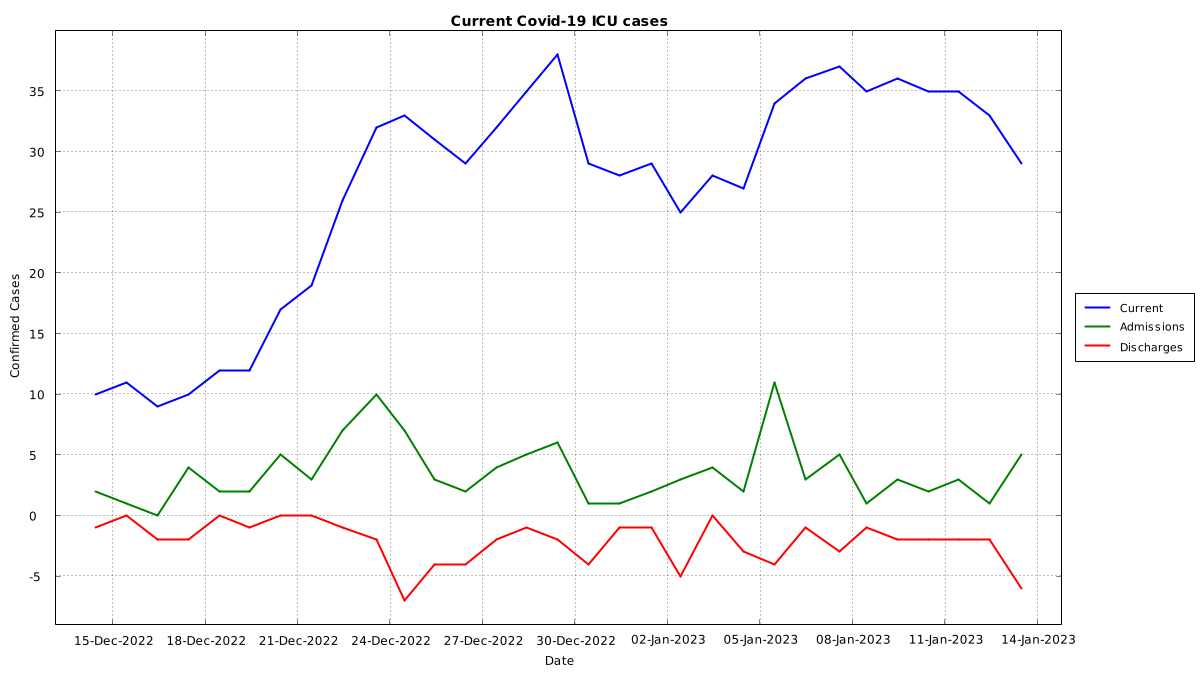 Current Covid-19 ICU cases
Confirmed Cases
35
30
25
20
15
10
5
0
-5
15-Dec-2022 18-Dec-2022 21-Dec-2022 24-Dec-2022 27-Dec-2022 30-Dec-2022 02-Jan-2023 05-Jan-2023 08-Jan-2023 11-Jan-2023 14-Jan-2023
Date
Current
Admissions
Discharges